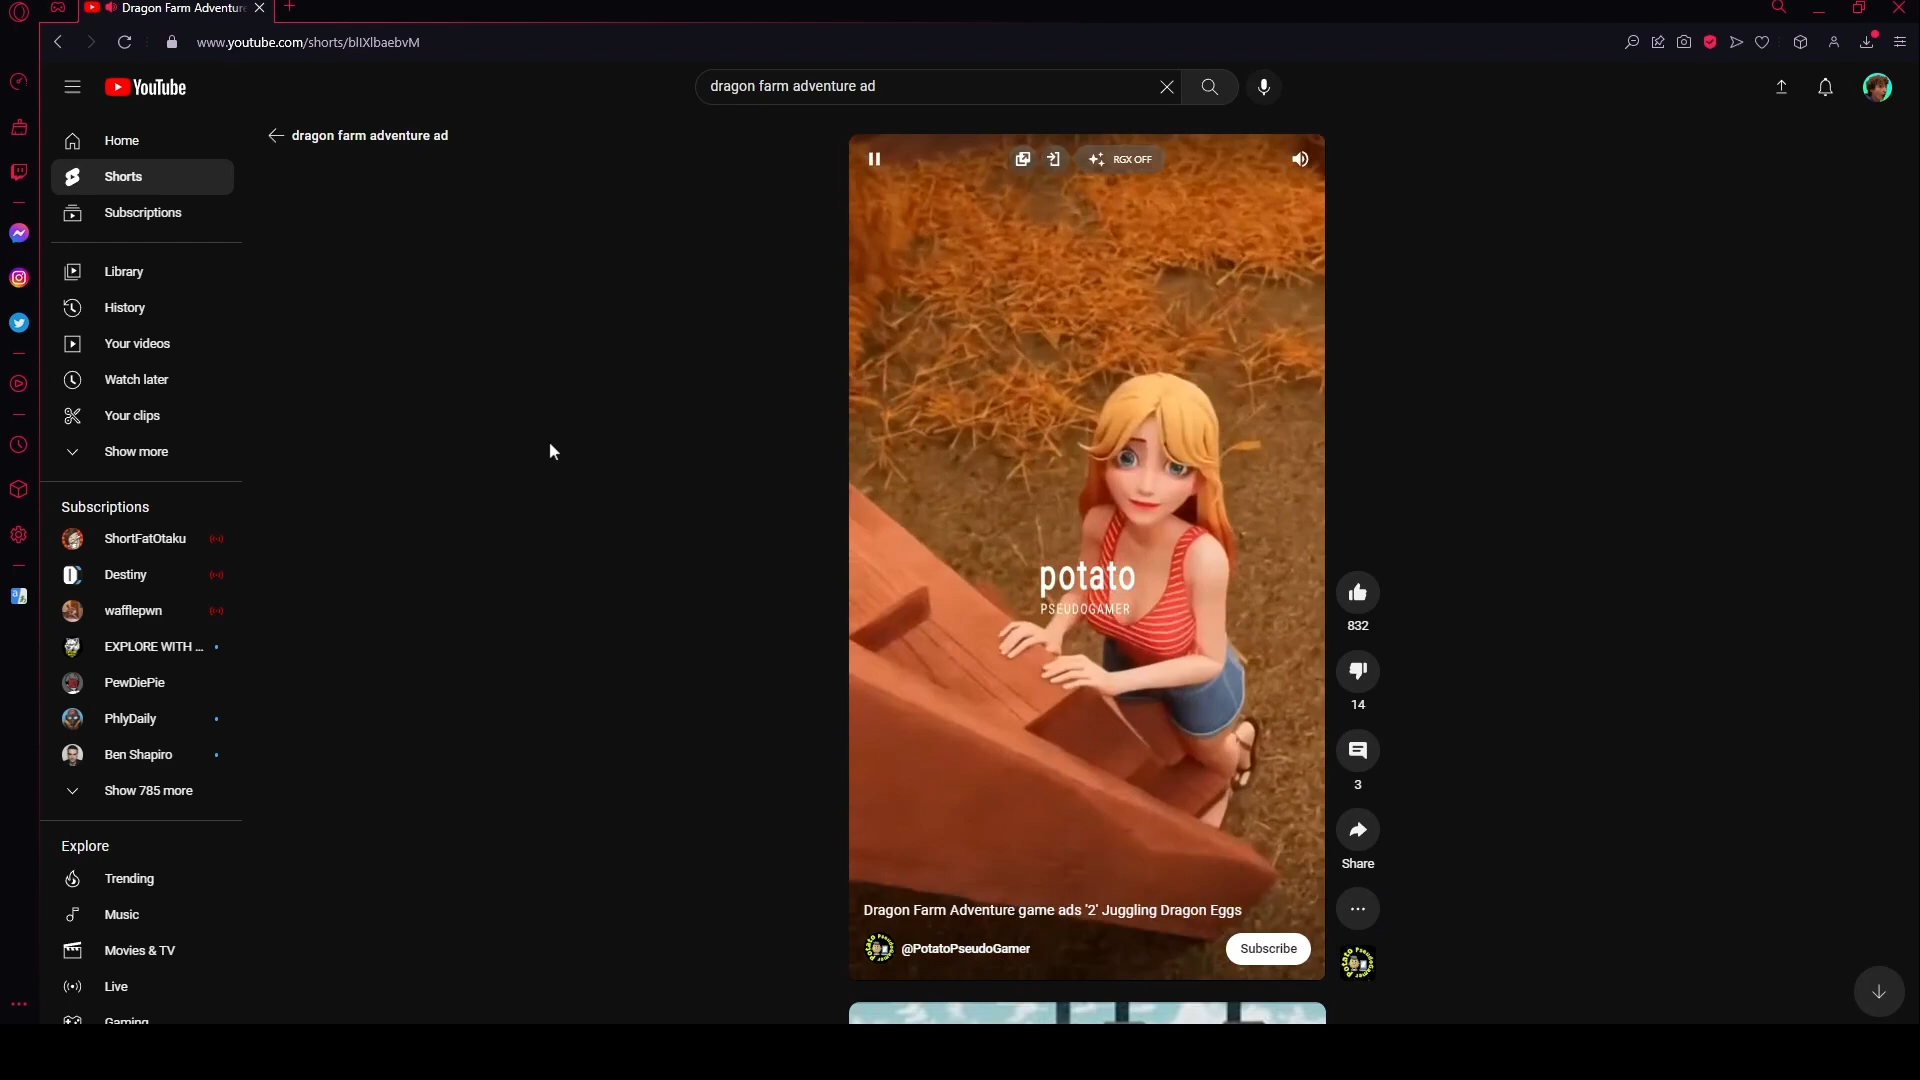 Dragon Farm Adventure
www.youtube.com/shorts/blIXlbaebvM
YouTube
dragon farm adventure ad
Home
Shorts
Subscriptions
Library
History
Your videos
Watch later
Your clips
Show more
Subscriptions
ShortFatOtaku
Destiny
wafflepwn
EXPLORE WITH ...
PewDiePie
PhlyDaily
Ben Shapiro
Show 785 more
Explore
Trending
Music
Movies & TV
Live
Gaming
dragon farm adventure ad
RGX OFF
potato
PSEUDOGAMER
Dragon Farm Adventure game ads '2' Juggling Dragon Eggs
@PotatoPseudoGamer
Subscribe
832
14
3
Share